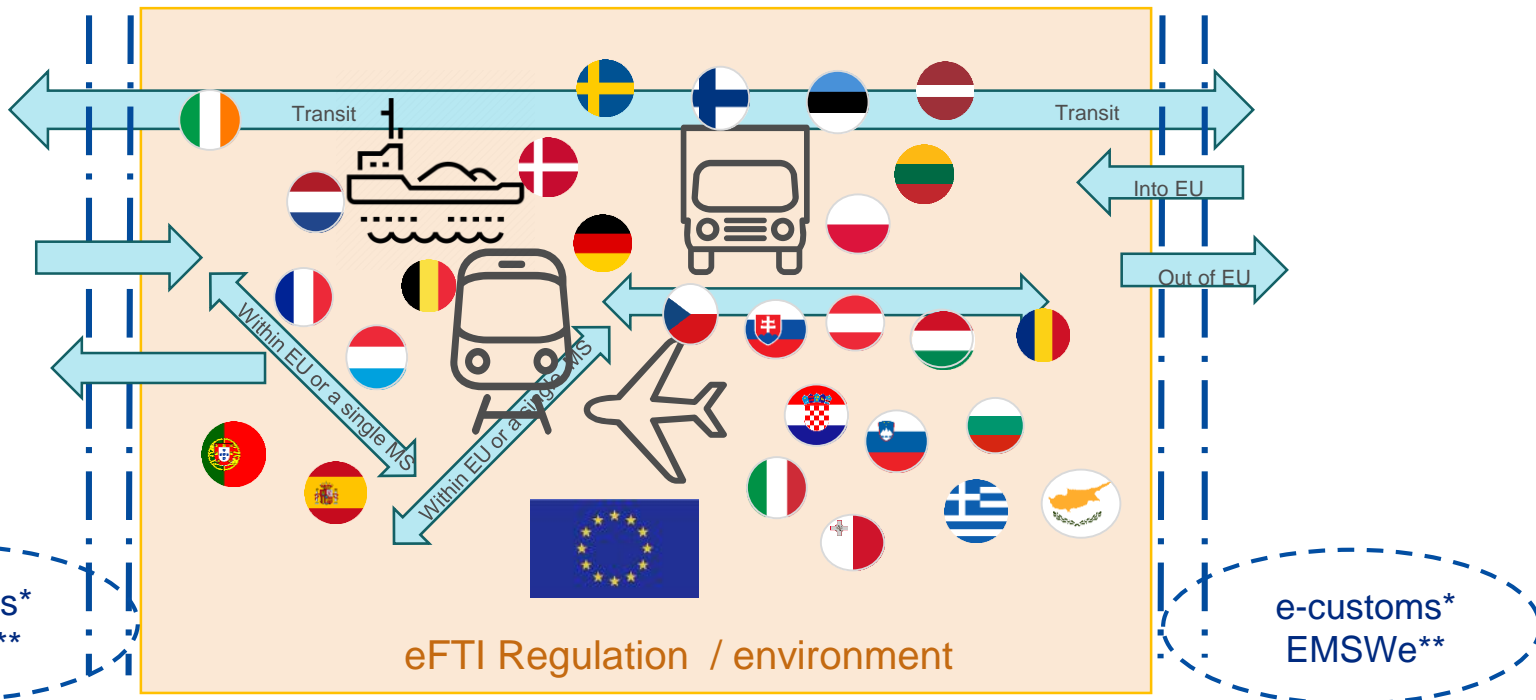 Transit
Transit
Into EU
Out of EU
Within EU or a single MS
Within EU or a single MS
s*
**
e-customs*
EMSWe**
eFTI Regulation / environment